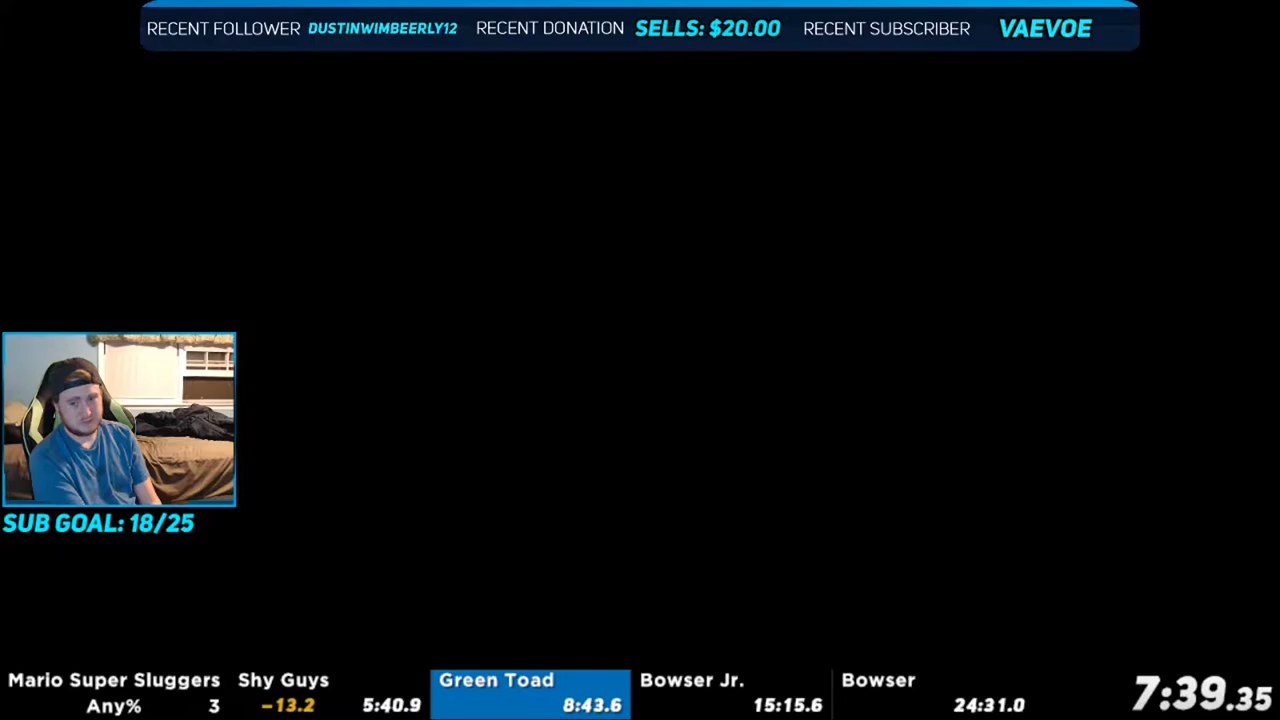 RECENT FOLLOWER DUSTINWIMBEERLY12 RECENT DONATION SELLS: $20.00 RECENT SUBSCRIBER VAEVOE
SUB GOAL: 18/25
Mario Super Sluggers Shy Guys Green Toad Bowser Jr. Bowser
Any% 3 -13.2 5:40.9 8:43.6 15:15.6 24:31.0 7:39.35